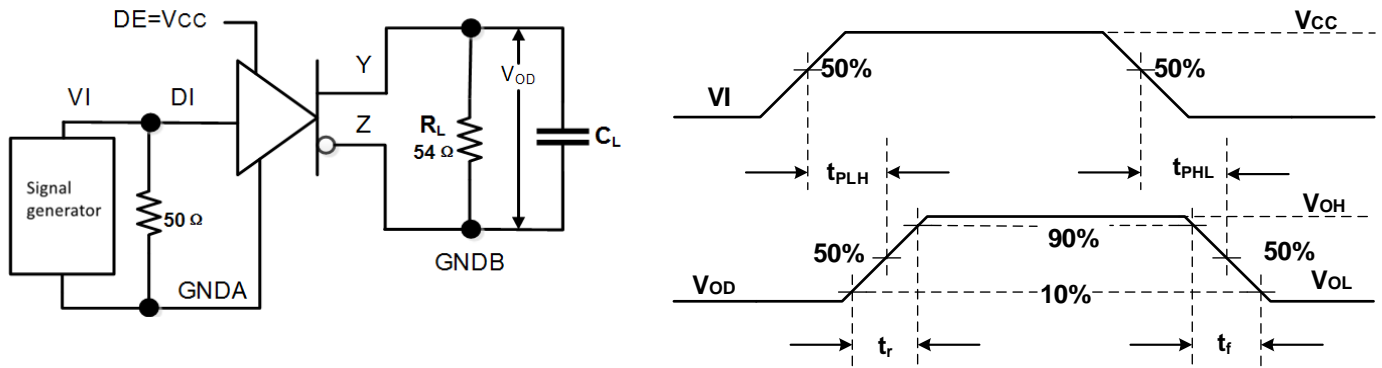 DE=VCC
VI
DI
Y
Z
Signal
generator
50 Ω
GNDA
RL
54 Ω
VOD
CL
GNDB
VCC
50%
50%
VI
tPLH
tPHL
VOH
50%
90%
50%
VOD
10%
VOL
tr
tf